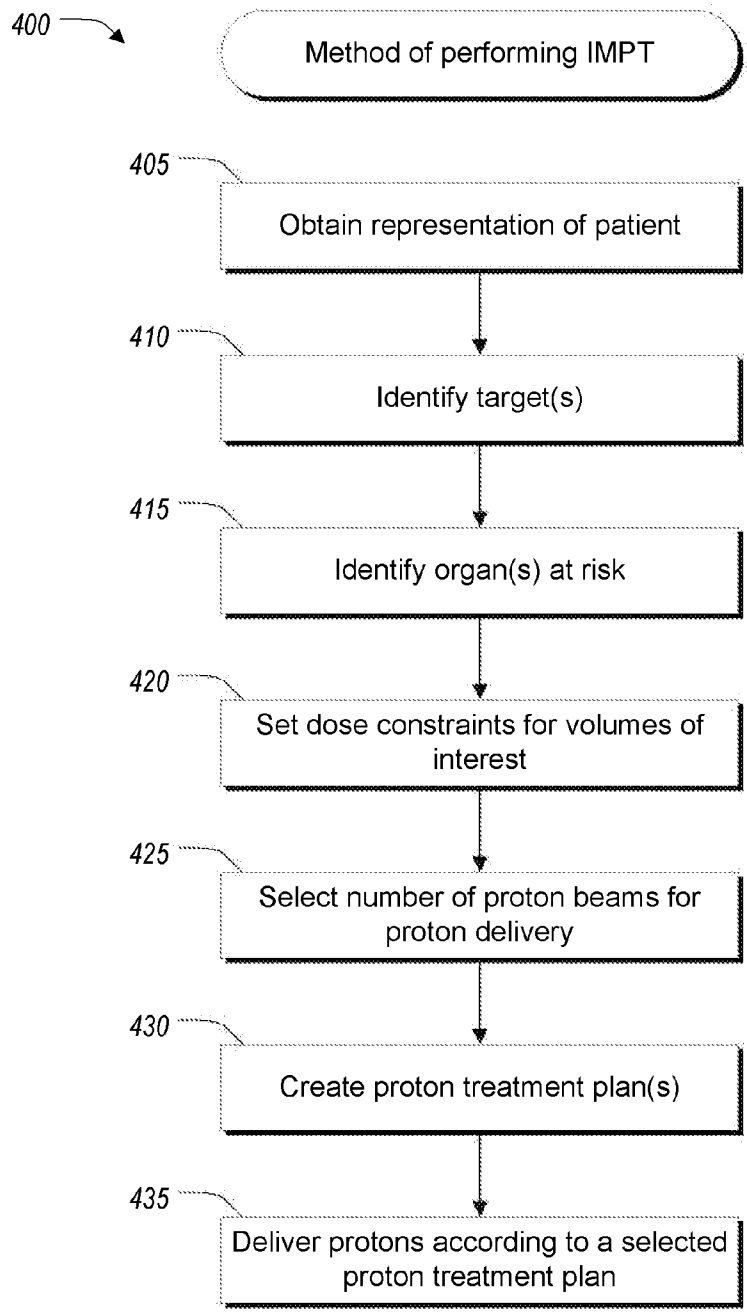 400
Method of performing IMPT
405
Obtain representation of patient
410
Identify target(s)
415
Identify organ(s) at risk
420
Set dose constraints for volumes of
interest
425
Select number of proton beams for
proton delivery
430
Create proton treatment plan(s)
435
Deliver protons according to a selected
proton treatment plan